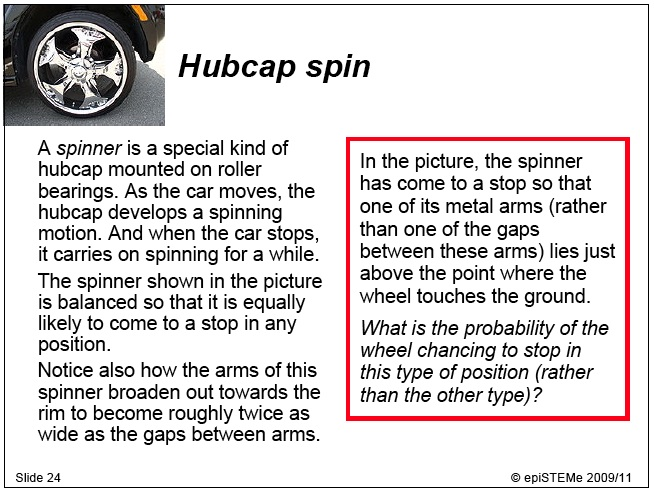 Hubcap spin
A spinner is a special kind of
hubcap mounted on roller
bearings. As the car moves, the
hubcap develops a spinning
motion. And when the car stops,
it carries on spinning for a while.
The spinner shown in the picture
is balanced so that it is equally
likely to come to a stop in any
position.
Notice also how the arms of this
spinner broaden out towards the
rim to become roughly twice as
wide as the gaps between arms.
In the picture, the spinner
has come to a stop so that
one of its metal arms (rather
than one of the gaps
between these arms) lies just
above the point where the
wheel touches the ground.
What is the probability of the
wheel chancing to stop in
this type of position (rather
than the other type)?
Slide 24
© epiSTEMe 2009/11